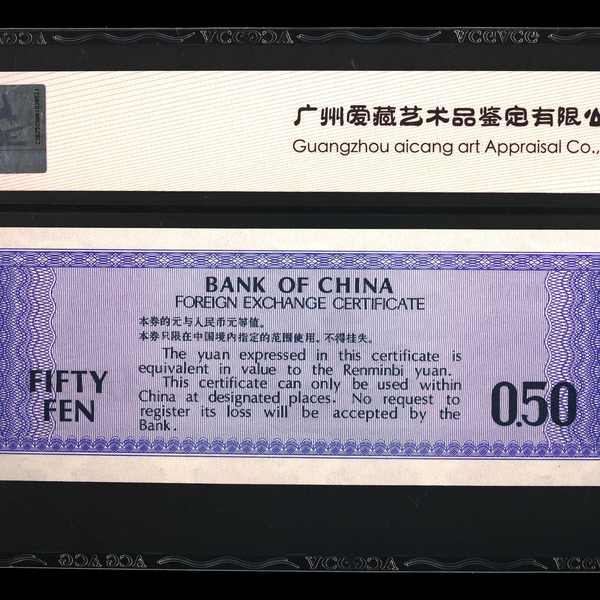 ACGACG
广州爱藏艺术品鉴定有限公
Guangzhou aicang art Appraisal Co.,
BANK OF CHINA
FOREIGN EXCHANGE CERTIFICATE
本券的元与人民币元等值。
本券只限在中国境内指定的范围使用,不得挂失。
The yuan expressed in this certificate is
equivalent in value to the Renminbi yuan.
This certificate can only be used within
China at designated places. No request to
register its loss will be accepted by the
Bank.
FIFTY
FEN
0.50
ACG ACG
ACGACG